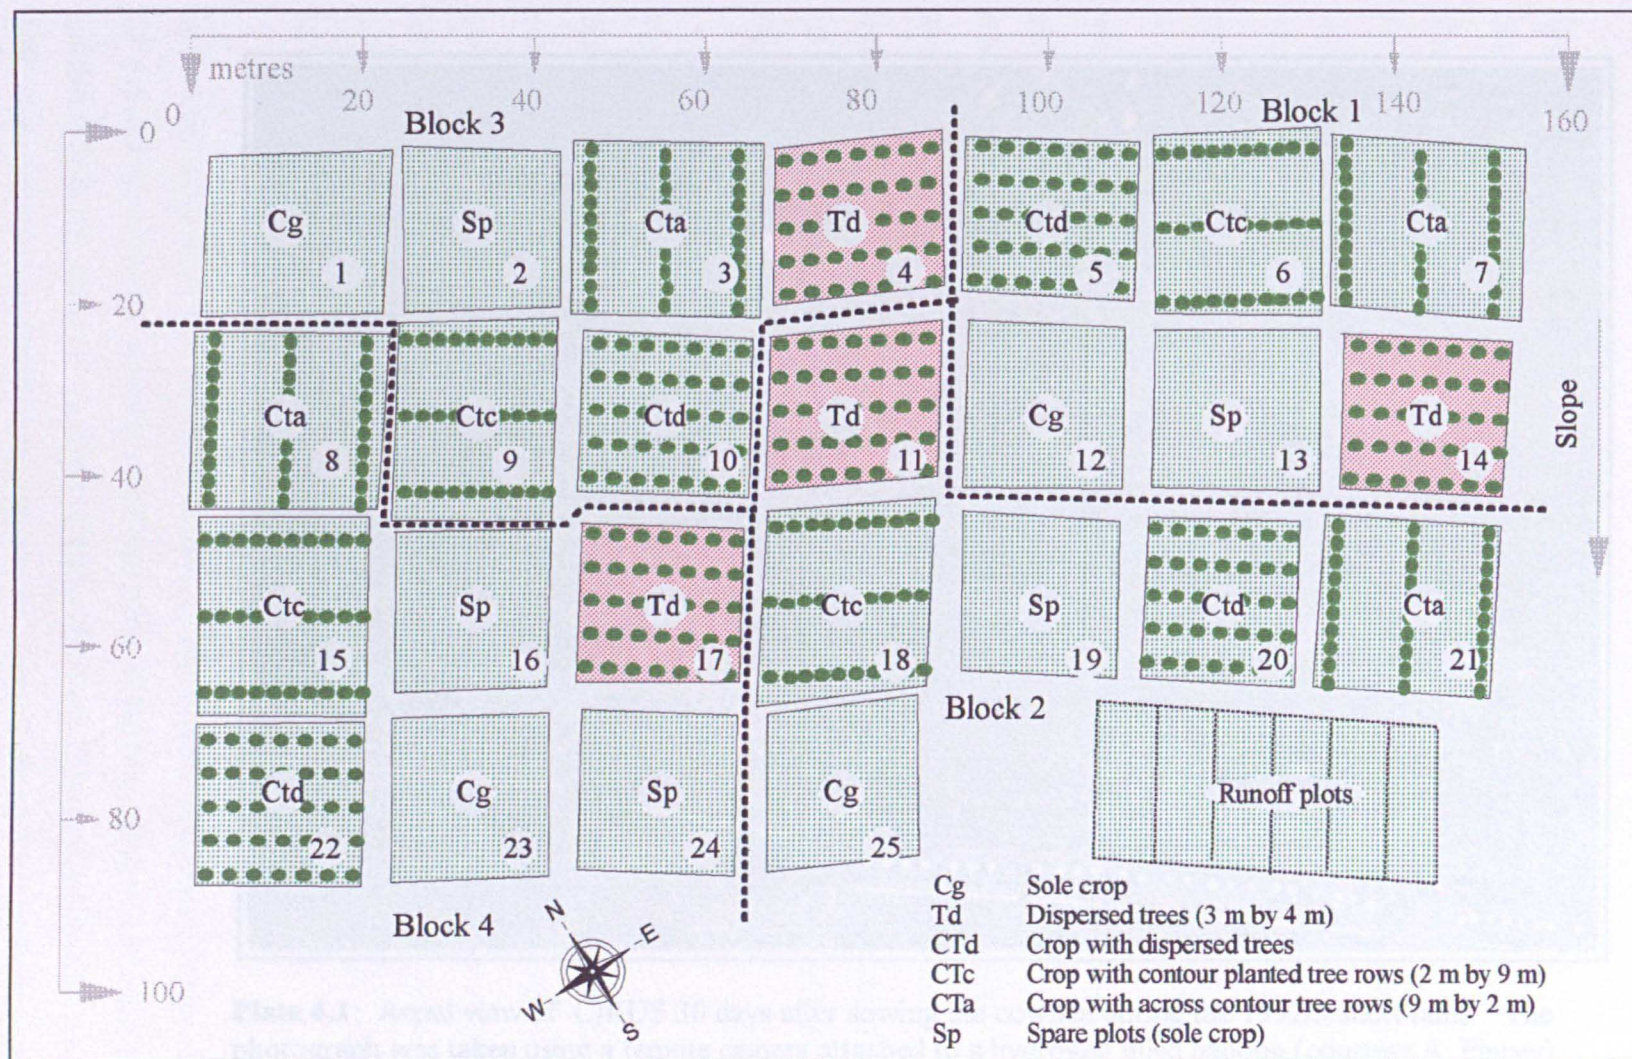 metres
0 20 40 60 80 100 120 140 160
Block 3 Block 1
0
Cg Sp Cta Td Ctd Ctc Cta
1 2 3 4 5 6 7
20
Cta Ctc Ctd Td Cg Sp Td
8 9 10 11 12 13 14
40
Slope
Ctc Sp Td Ctc Sp Ctd Cta
15 16 17 18 19 20 21
60
Block 2
Ctd Cg Sp Cg Runoff plots
22 23 24 25
80
Block 4
N
E
W
S
100
Cg Sole crop
Td Dispersed trees (3 m by 4 m)
CTd Crop with dispersed trees
CTc Crop with contour planted tree rows (2 m by 9 m)
CTa Crop with across contour tree rows (9 m by 2 m)
Sp Spare plots (sole crop)